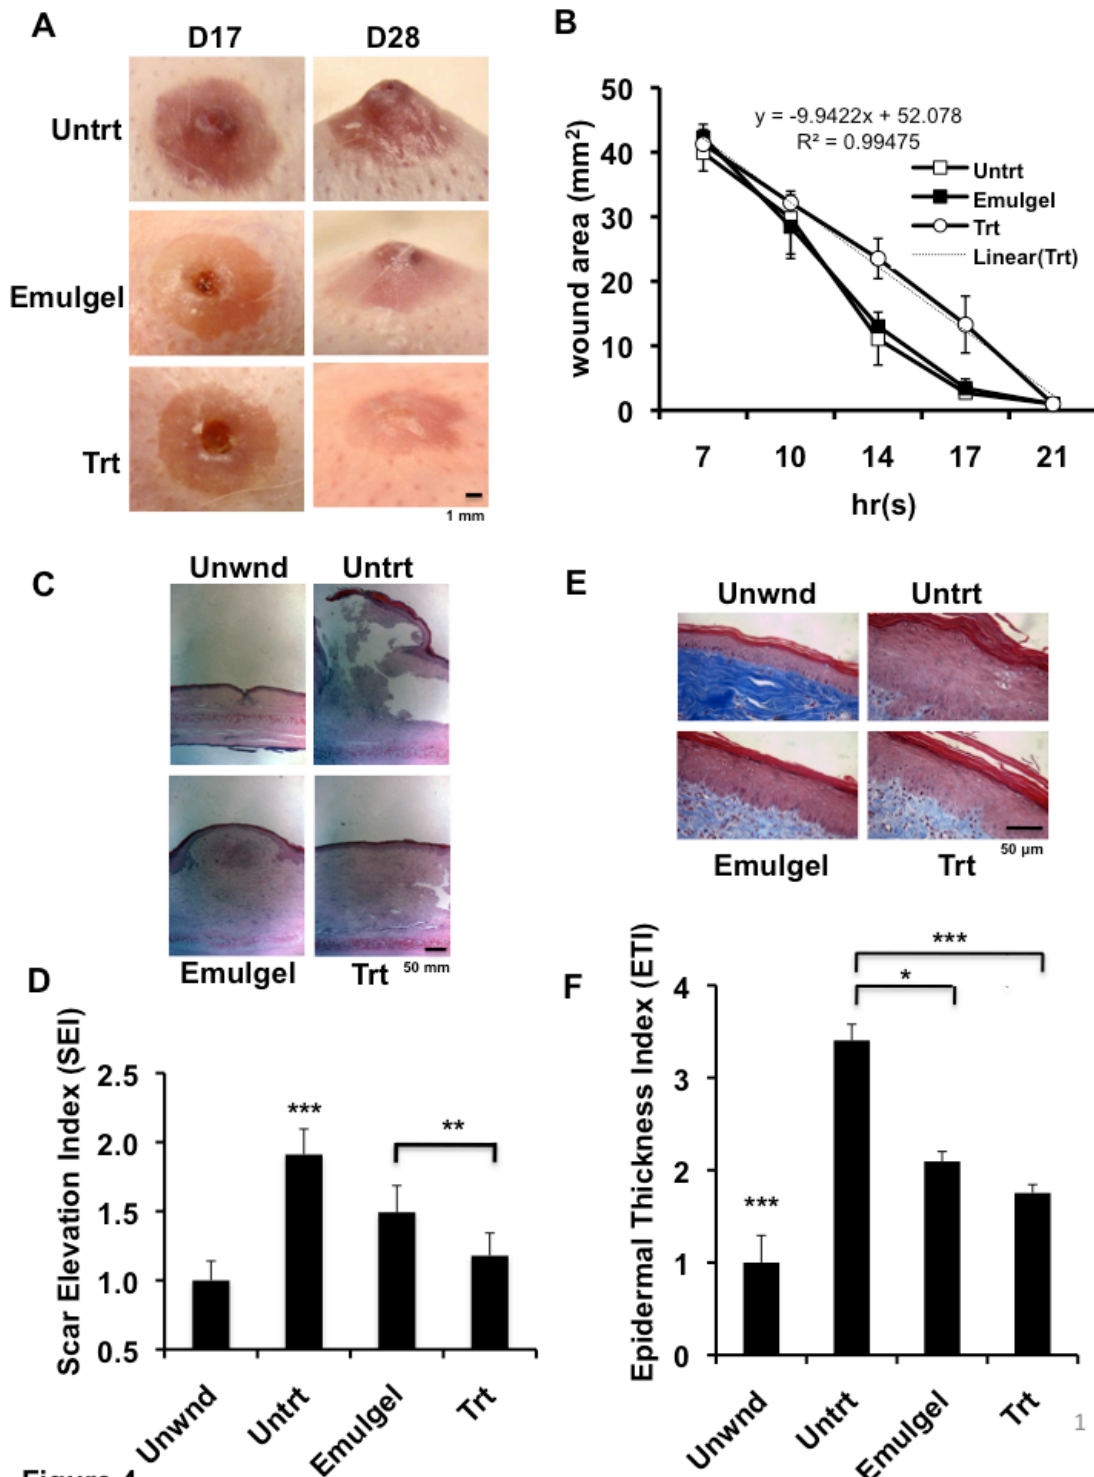 A
D17 D28
Untrt
Emulgel
Trt
1 mm
B
wound area (mm²)
50
40
30
20
10
0
y = -9.9422x + 52.078
R² = 0.99475
Untrt
Emulgel
Trt
Linear(Trt)
7 10 14 17 21
hr(s)
C
Unwnd Untrt
Emulgel Trt 50 mm
E
Unwnd Untrt
50 µm
Emulgel Trt
D
Scar Elevation Index (SEI)
2.5
2.0
1.5
1.0
0.5
***
**
Unwnd Untrt Emulgel Trt
F
Epidermal Thickness Index (ETI)
4
3
2
1
0
***
*
***
Unwnd Untrt Emulgel Trt
1
Figure 4